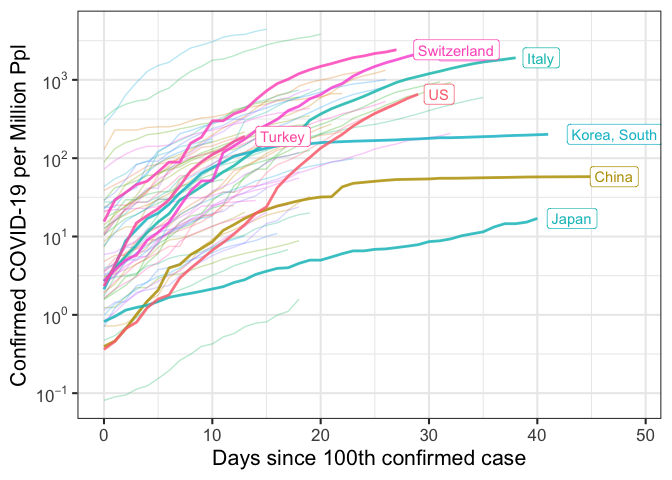 Confirmed COVID-19 per Million Ppl
10³
10²
10¹
10⁰
10⁻¹
Switzerland
Italy
US
Turkey
Korea, South
China
Japan
0 10 20 30 40 50
Days since 100th confirmed case